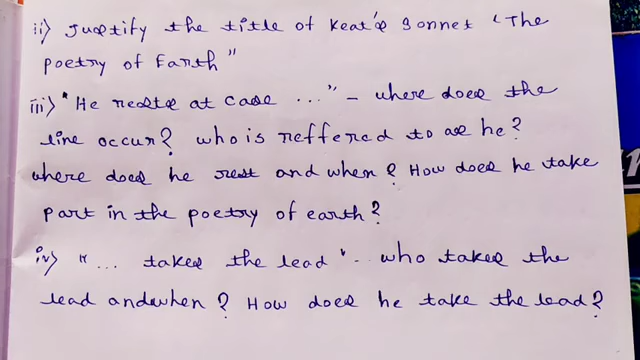 ii) Justify the title of Keat's Sonnet "The
poetry of Earth"
iii) "He rests at ease ..." - where does the
line occur? who is reffered to as he?
where does he rest and when? How does he take
part in the poetry of earth?
iv) "... takes the lead". who takes the
lead andwhen? How does he take the lead?